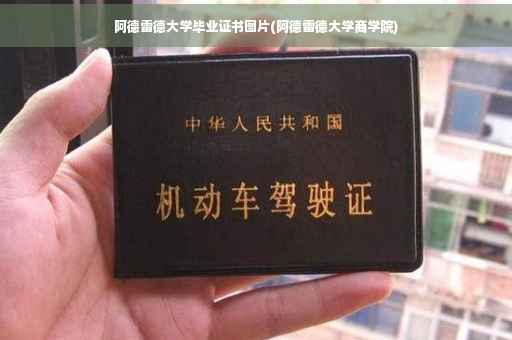 阿德雷德大学毕业证书图片(阿德雷德大学商学院)
中华人民共和国
机动车驾驶证